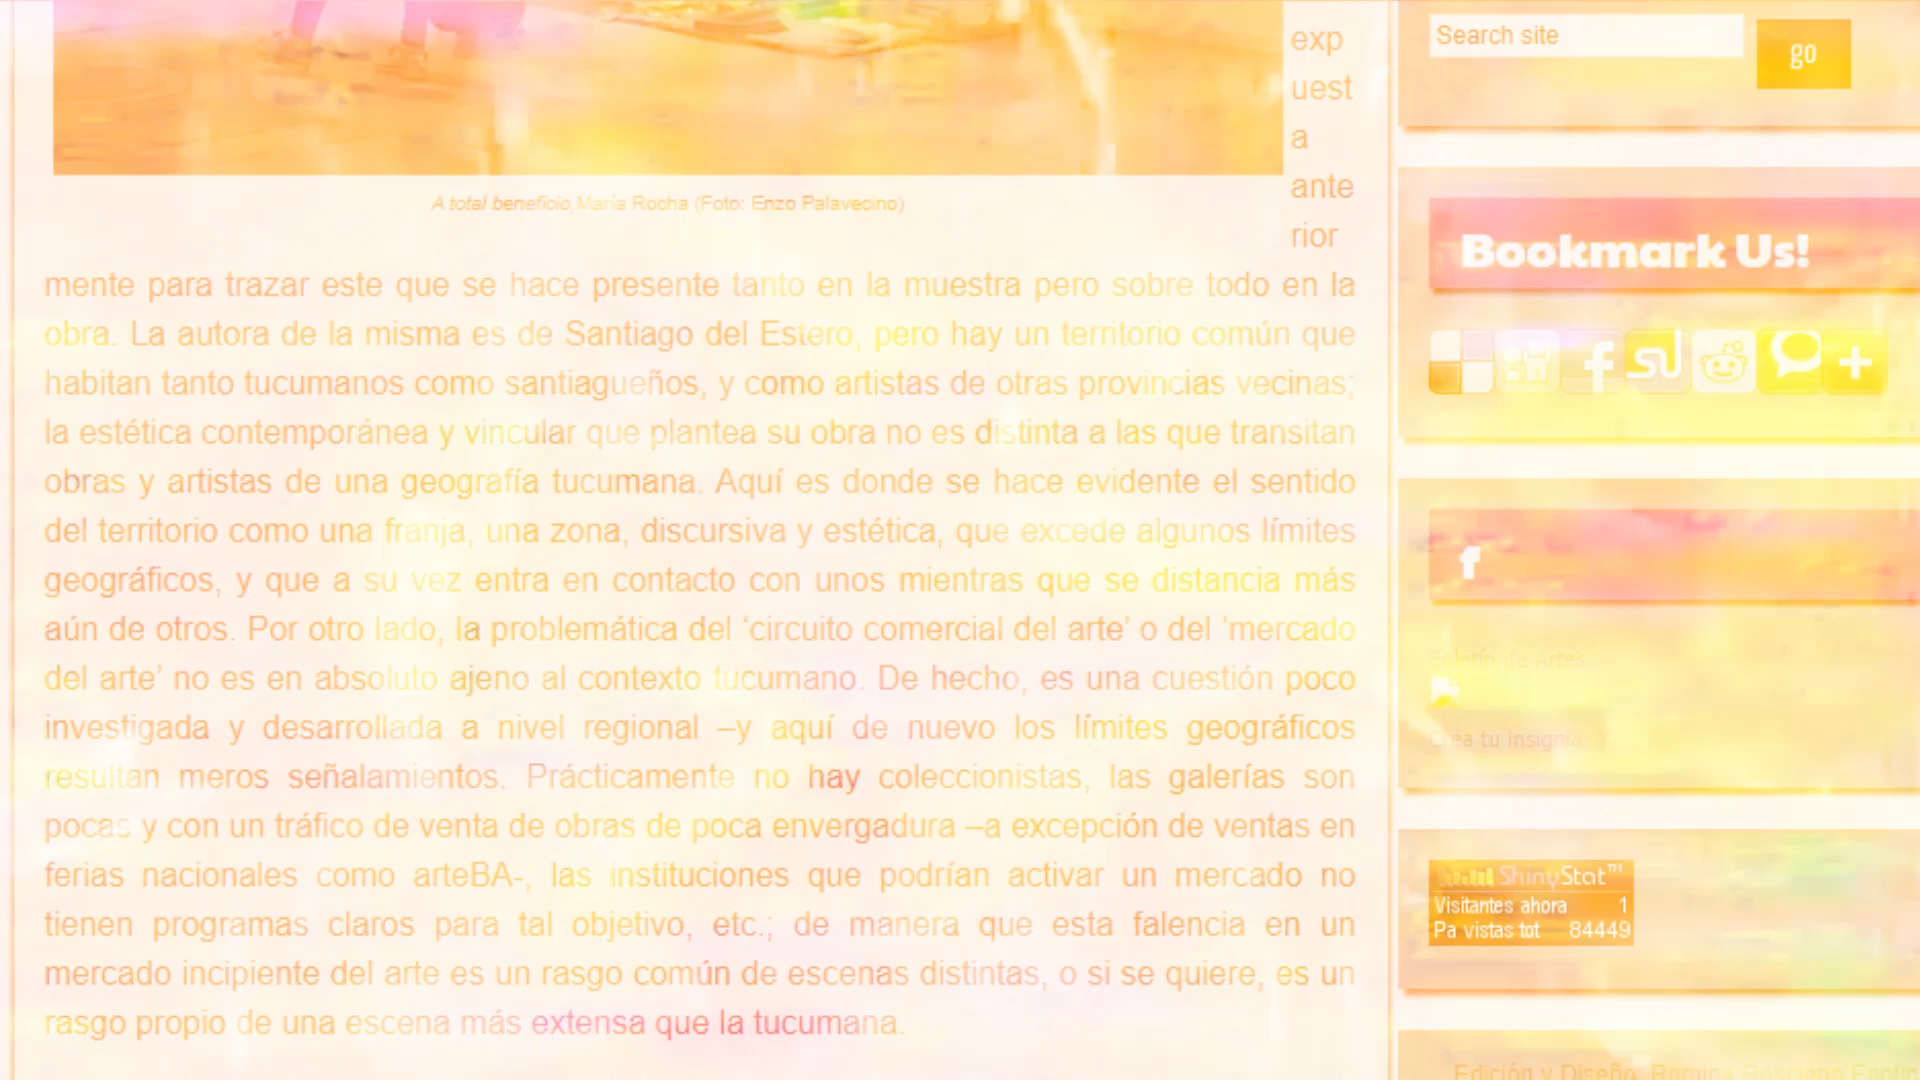 exp
uest
a
ante
rior
A total beneficio, María Rocha (Foto: Enzo Palavecino)
mente para trazar este que se hace presente tanto en la muestra pero sobre todo en la
obra. La autora de la misma es de Santiago del Estero, pero hay un territorio común que
habitan tanto tucumanos como santiagueños, y como artistas de otras provincias vecinas;
la estética contemporánea y vincular que plantea su obra no es distinta a las que transitan
obras y artistas de una geografía tucumana. Aquí es donde se hace evidente el sentido
del territorio como una franja, una zona, discursiva y estética, que excede algunos límites
geográficos, y que a su vez entra en contacto con unos mientras que se distancia más
aún de otros. Por otro lado, la problemática del ‘circuito comercial del arte’ o del ‘mercado
del arte’ no es en absoluto ajeno al contexto tucumano. De hecho, es una cuestión poco
investigada y desarrollada a nivel regional –y aquí de nuevo los límites geográficos
resultan meros señalamientos. Prácticamente no hay coleccionistas, las galerías son
pocas y con un tráfico de venta de obras de poca envergadura –a excepción de ventas en
ferias nacionales como arteBA-, las instituciones que podrían activar un mercado no
tienen programas claros para tal objetivo, etc.; de manera que esta falencia en un
mercado incipiente del arte es un rasgo común de escenas distintas, o si se quiere, es un
rasgo propio de una escena más extensa que la tucumana.
Search site
go
Bookmark Us!
Boletín de Artes
Crea tu insignia
ShinyStat™
Visitantes ahora 1
Pa vistas tot 84449
Edición y Diseño: Romina